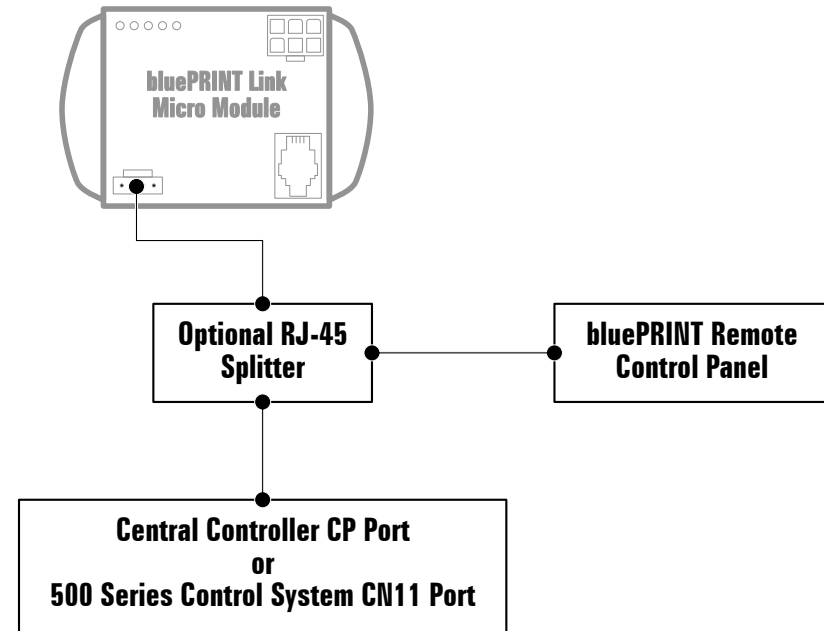 bluePRINT Link
Micro Module
Optional RJ-45
Splitter
bluePRINT Remote
Control Panel
Central Controller CP Port
or
500 Series Control System CN11 Port